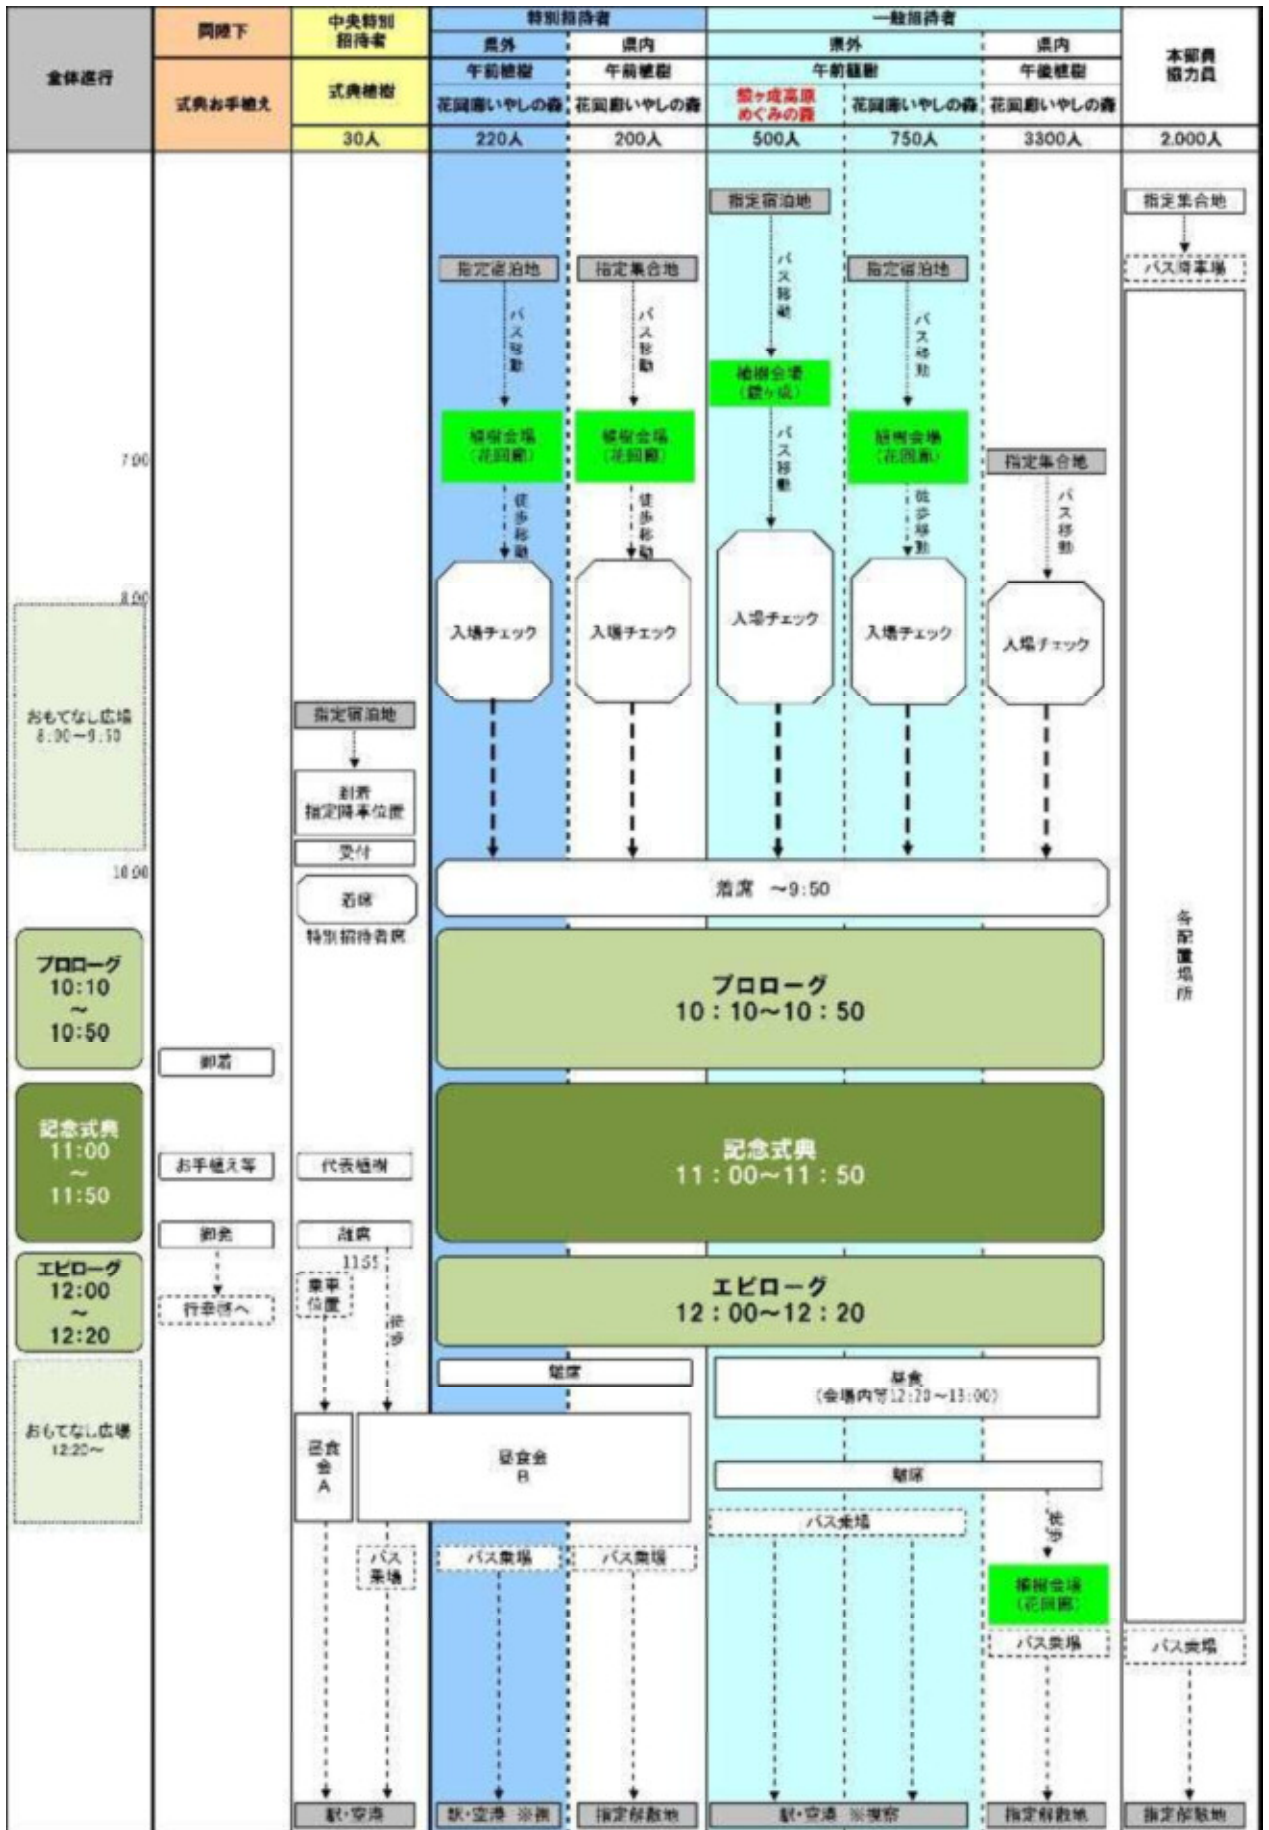 全体進行
両陛下
式典お手植え
中央特別
招待者
式典植樹
30人
特別招待者
県外
県内
午前植樹
午前植樹
花回廊いやしの森
花回廊いやしの森
220人
200人
一般招待者
県外
県内
午前植樹
午後植樹
鏡ヶ成高原
めぐみの森
花回廊いやしの森
花回廊いやしの森
500人
750人
3300人
本部員
協力員
2.000人
指定宿泊地
指定集合地
指定宿泊地
指定集合地
指定宿泊地
バス降車場
バス移動
バス移動
バス移動
バス移動
植樹会場
(鏡ヶ成)
植樹会場
(花回廊)
植樹会場
(花回廊)
植樹会場
(花回廊)
バス移動
7:00
指定集合地
徒歩移動
徒歩移動
徒歩移動
バス移動
8:00
入場チェック
入場チェック
入場チェック
入場チェック
入場チェック
おもてなし広場
8:00～9:50
指定宿泊地
到着
指定降車位置
受付
10:00
着席
特別招待者席
着席 ～9:50
各配置場所
プロローグ
10:10
～
10:50
プロローグ
10：10～10：50
御着
記念式典
11:00
～
11:50
記念式典
11：00～11：50
お手植え等
代表植樹
御発
離席
11:55
エピローグ
12:00
～
12:20
エピローグ
12：00～12：20
行幸啓へ
乗車
位置
徒歩
離席
昼食
(会場内等12:20～13:00)
おもてなし広場
12:20～
昼食
会
A
昼食会
B
離席
バス乗場
徒歩
バス
乗場
バス乗場
バス乗場
植樹会場
(花回廊)
バス乗場
バス乗場
駅・空港
駅・空港 ※視
指定解散地
駅・空港 ※視察
指定解散地
指定解散地